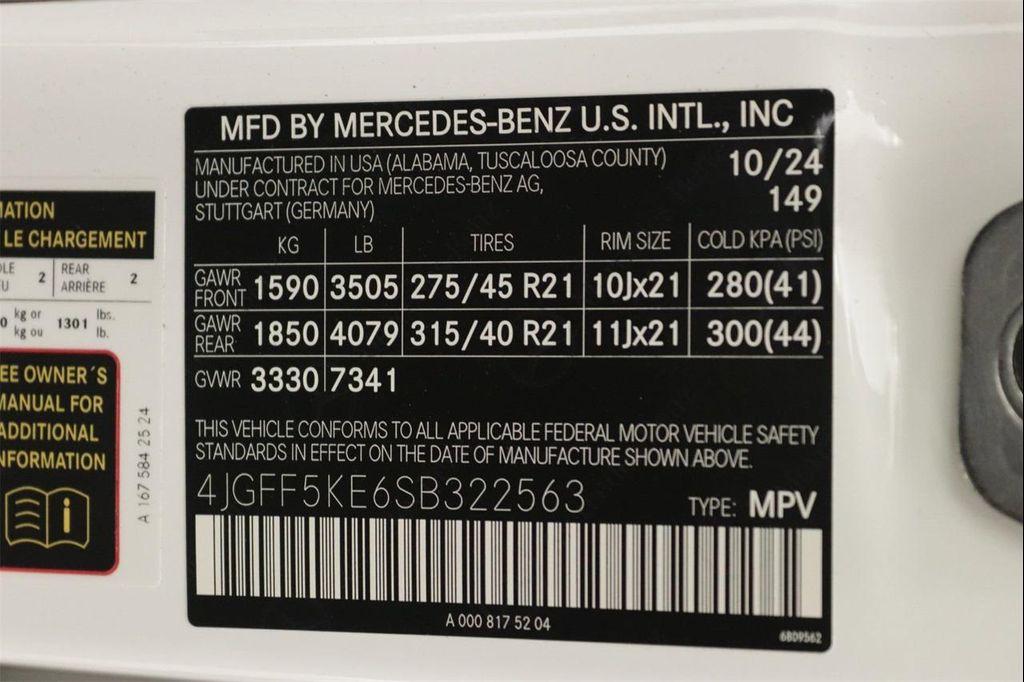 MFD BY MERCEDES-BENZ U.S. INTL., INC
MANUFACTURED IN USA (ALABAMA, TUSCALOOSA COUNTY)
UNDER CONTRACT FOR MERCEDES-BENZ AG,
STUTTGART (GERMANY)
10/24
149
KG LB TIRES RIM SIZE COLD KPA (PSI)
GAWR FRONT 1590 3505 275/45 R21 10Jx21 280(41)
GAWR REAR 1850 4079 315/40 R21 11Jx21 300(44)
GVWR 3330 7341
THIS VEHICLE CONFORMS TO ALL APPLICABLE FEDERAL MOTOR VEHICLE SAFETY
STANDARDS IN EFFECT ON THE DATE OF MANUFACTURE SHOWN ABOVE.
4JGFF5KE6SB322563 TYPE: MPV
A 000 817 52 04
6BD9562
LE CHARGEMENT
2 REAR ARRIÈRE 2
kg or kg ou 1301 lbs. lb.
OWNER´S
MANUAL FOR
ADDITIONAL
INFORMATION
A 167 584 25 24